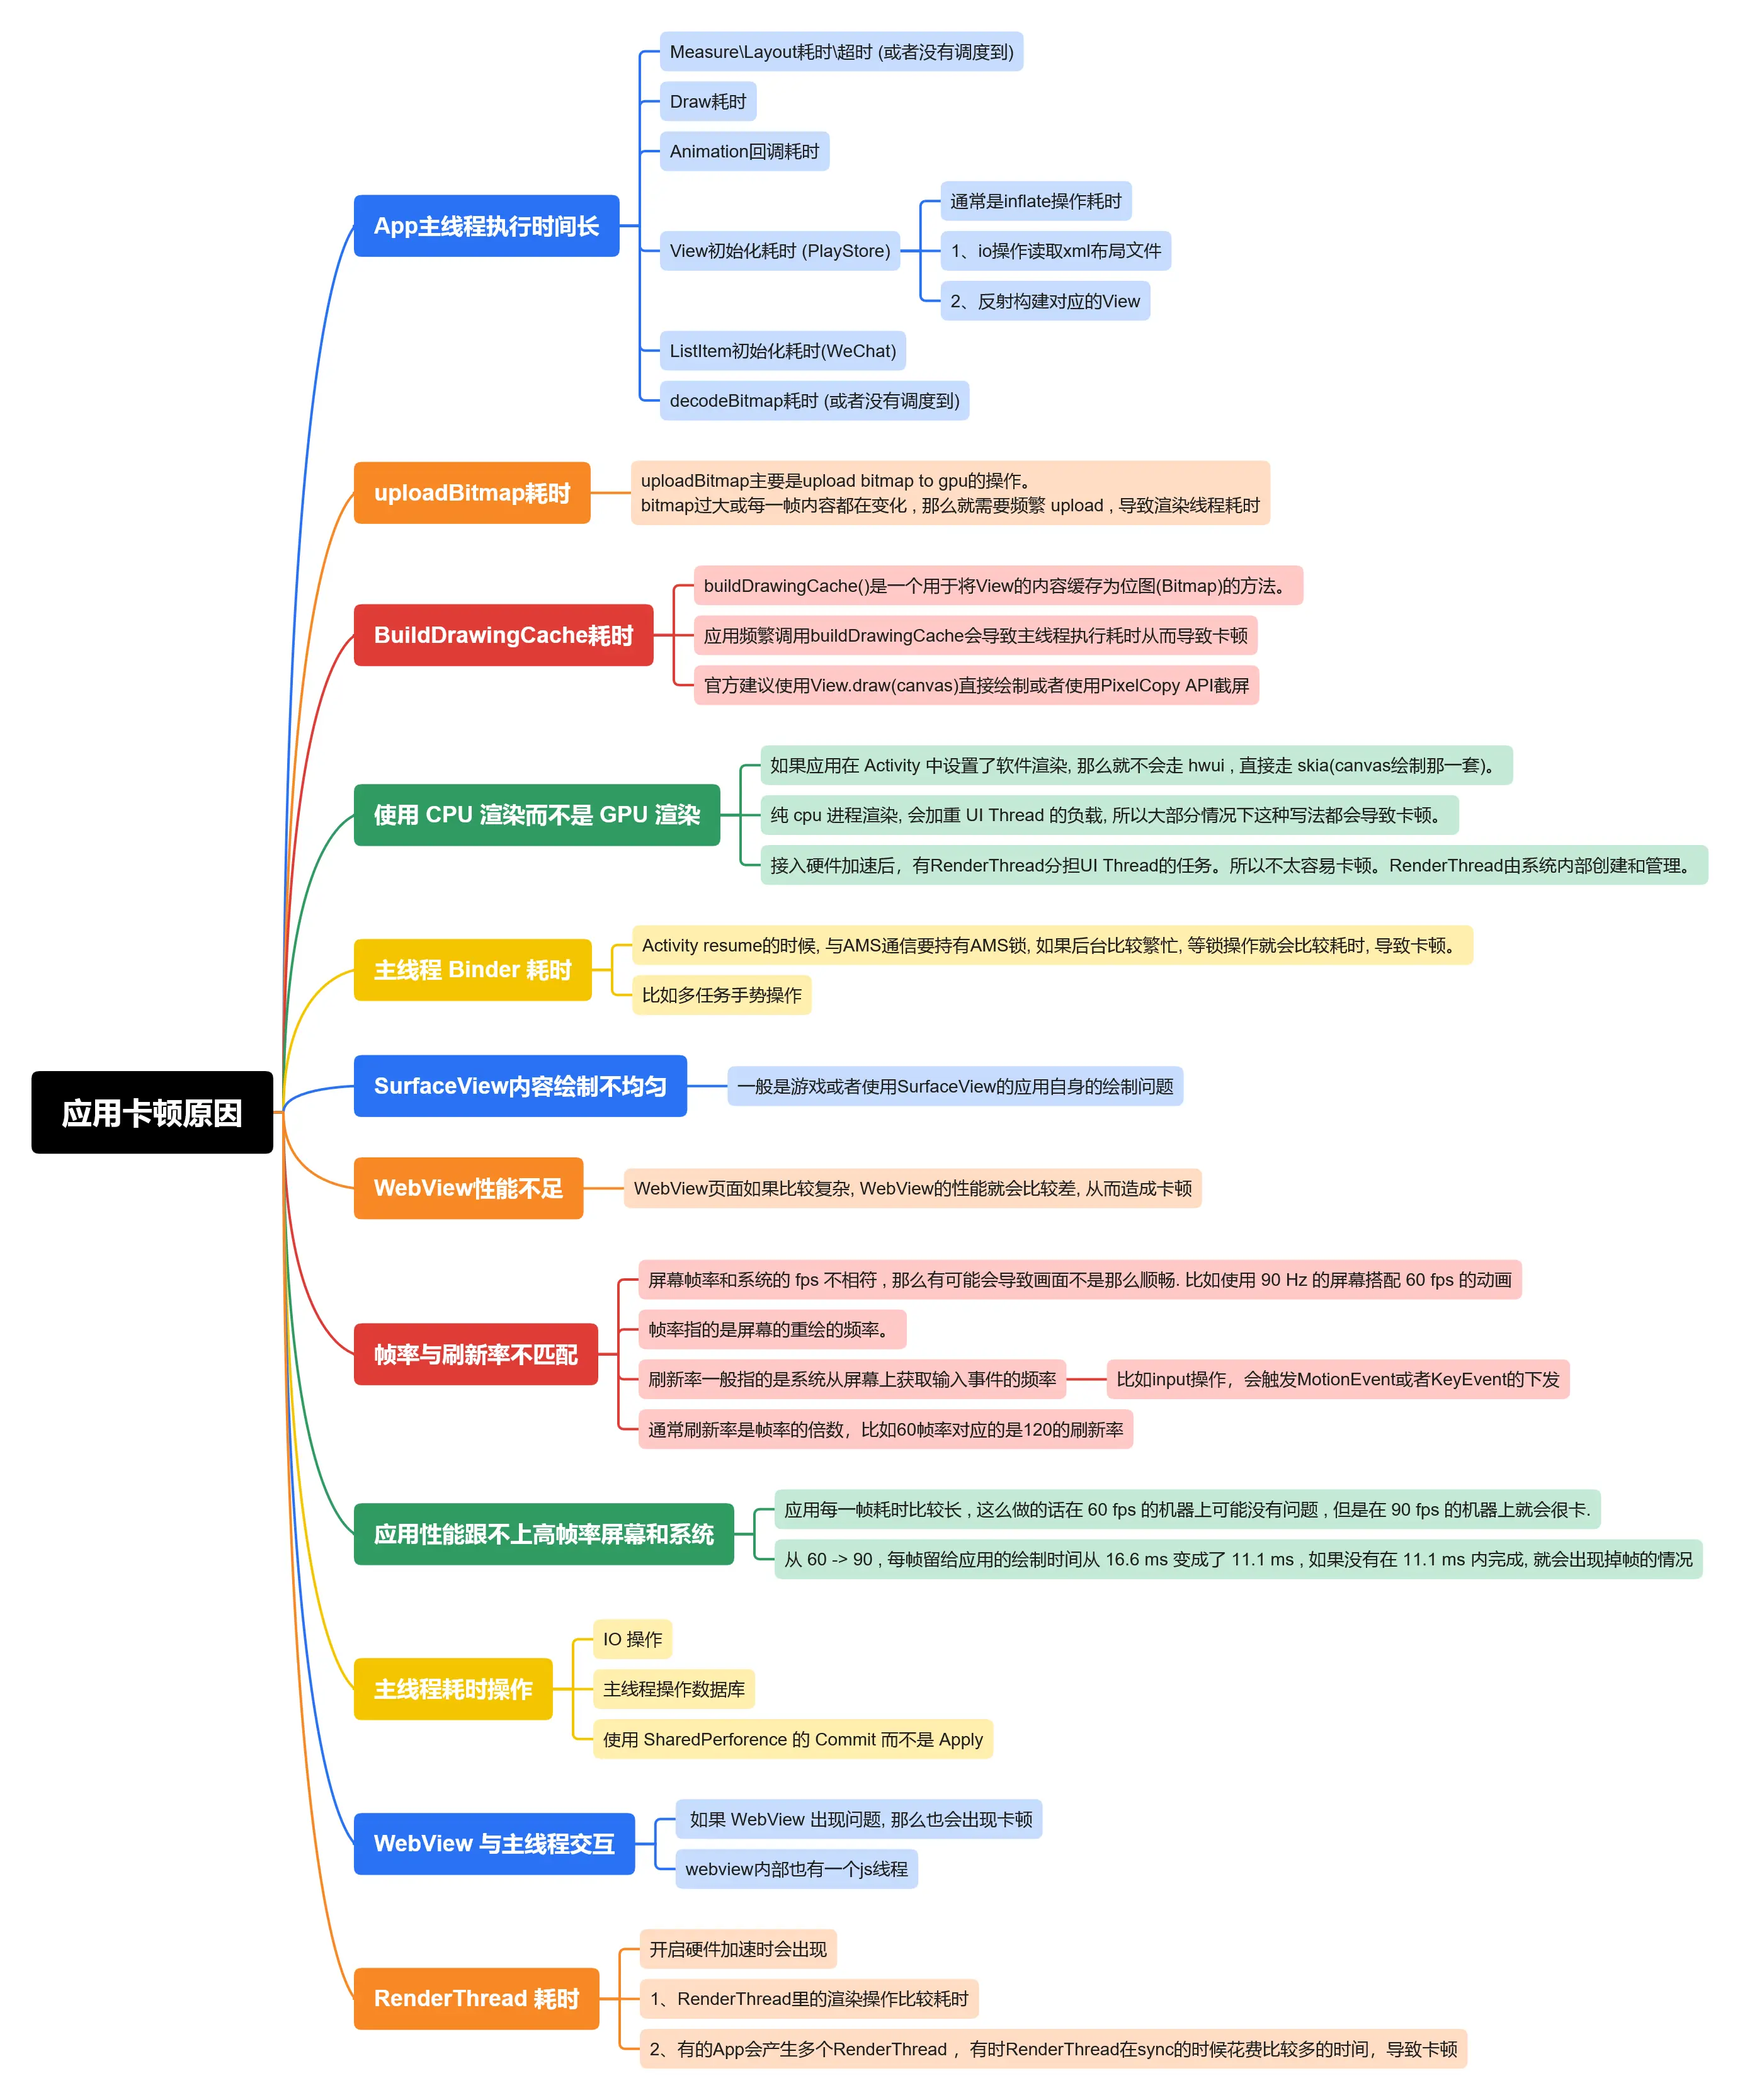 应用卡顿原因
App主线程执行时间长
Measure\Layout耗时\超时 (或者没有调度到)
Draw耗时
Animation回调耗时
View初始化耗时 (PlayStore)
通常是inflate操作耗时
1、io操作读取xml布局文件
2、反射构建对应的View
ListItem初始化耗时(WeChat)
decodeBitmap耗时 (或者没有调度到)
uploadBitmap耗时
uploadBitmap主要是upload bitmap to gpu的操作。
bitmap过大或每一帧内容都在变化 , 那么就需要频繁 upload , 导致渲染线程耗时
BuildDrawingCache耗时
buildDrawingCache()是一个用于将View的内容缓存为位图(Bitmap)的方法。
应用频繁调用buildDrawingCache会导致主线程执行耗时从而导致卡顿
官方建议使用View.draw(canvas)直接绘制或者使用PixelCopy API截屏
使用 CPU 渲染而不是 GPU 渲染
如果应用在 Activity 中设置了软件渲染, 那么就不会走 hwui , 直接走 skia(canvas绘制那一套)。
纯 cpu 进程渲染, 会加重 UI Thread 的负载, 所以大部分情况下这种写法都会导致卡顿。
接入硬件加速后，有RenderThread分担UI Thread的任务。所以不太容易卡顿。RenderThread由系统内部创建和管理。
主线程 Binder 耗时
Activity resume的时候, 与AMS通信要持有AMS锁, 如果后台比较繁忙, 等锁操作就会比较耗时, 导致卡顿。
比如多任务手势操作
SurfaceView内容绘制不均匀
一般是游戏或者使用SurfaceView的应用自身的绘制问题
WebView性能不足
WebView页面如果比较复杂, WebView的性能就会比较差, 从而造成卡顿
帧率与刷新率不匹配
屏幕帧率和系统的 fps 不相符 , 那么有可能会导致画面不是那么顺畅. 比如使用 90 Hz 的屏幕搭配 60 fps 的动画
帧率指的是屏幕的重绘的频率。
刷新率一般指的是系统从屏幕上获取输入事件的频率
比如input操作，会触发MotionEvent或者KeyEvent的下发
通常刷新率是帧率的倍数，比如60帧率对应的是120的刷新率
应用性能跟不上高帧率屏幕和系统
应用每一帧耗时比较长 , 这么做的话在 60 fps 的机器上可能没有问题 , 但是在 90 fps 的机器上就会很卡.
从 60 -> 90 , 每帧留给应用的绘制时间从 16.6 ms 变成了 11.1 ms , 如果没有在 11.1 ms 内完成, 就会出现掉帧的情况
主线程耗时操作
IO 操作
主线程操作数据库
使用 SharedPerforence 的 Commit 而不是 Apply
WebView 与主线程交互
如果 WebView 出现问题, 那么也会出现卡顿
webview内部也有一个js线程
RenderThread 耗时
开启硬件加速时会出现
1、RenderThread里的渲染操作比较耗时
2、有的App会产生多个RenderThread ，有时RenderThread在sync的时候花费比较多的时间，导致卡顿